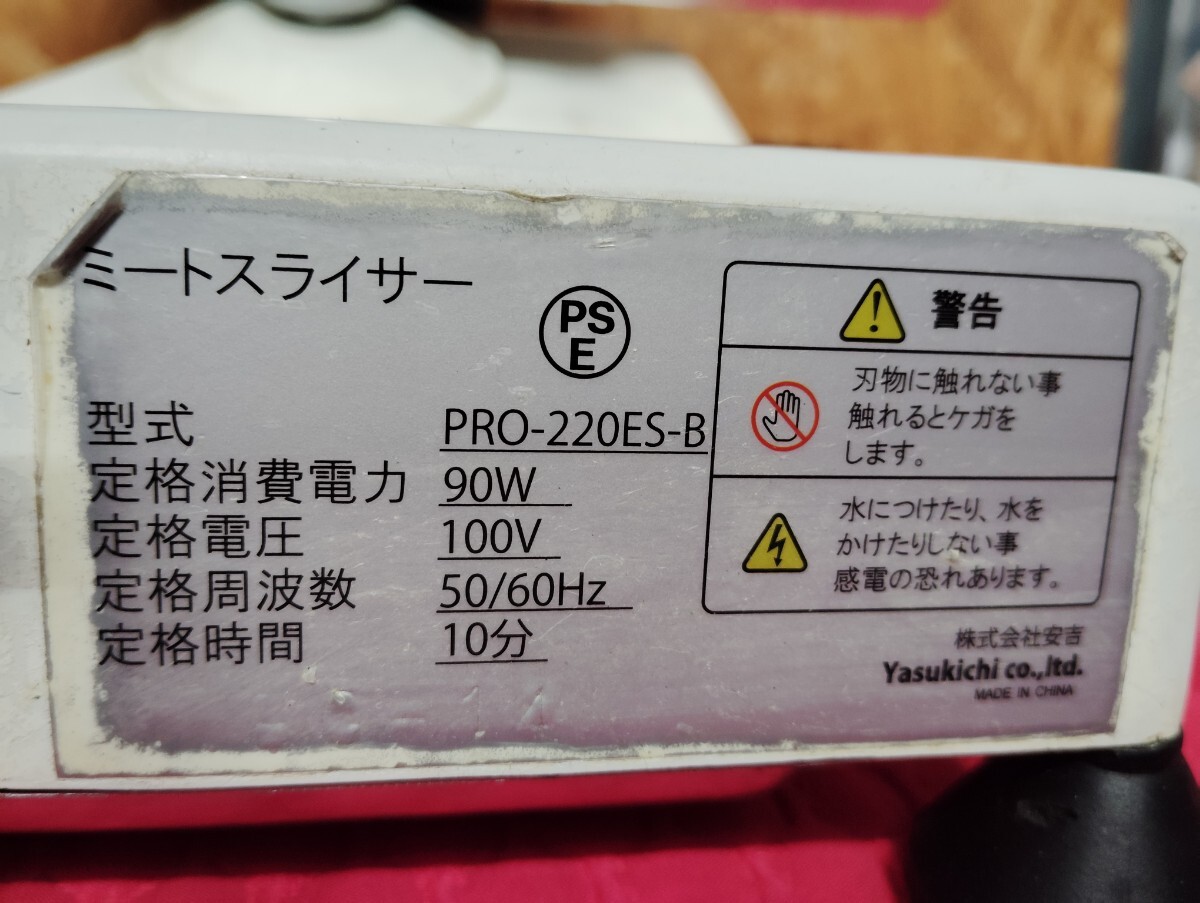 ミートスライサー
PS
E
型式 PRO-220ES-B
定格消費電力 90W
定格電圧 100V
定格周波数 50/60Hz
定格時間 10分
警告
刃物に触れない事
触れるとケガを
します。
水につけたり、水を
かけたりしない事
感電の恐れあります。
株式会社安吉
Yasukichi co.,ltd.
MADE IN CHINA